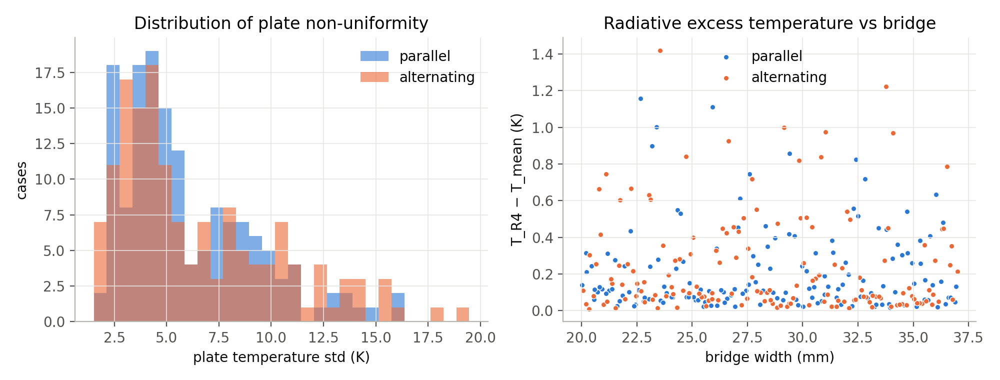 Distribution of plate non-uniformity
parallel
alternating
17.5
15.0
12.5
10.0
7.5
5.0
2.5
0.0
cases
2.5 5.0 7.5 10.0 12.5 15.0 17.5 20.0
plate temperature std (K)
Radiative excess temperature vs bridge
parallel
alternating
1.4
1.2
1.0
0.8
0.6
0.4
0.2
0.0
T_R4 − T_mean (K)
20.0 22.5 25.0 27.5 30.0 32.5 35.0 37.5
bridge width (mm)